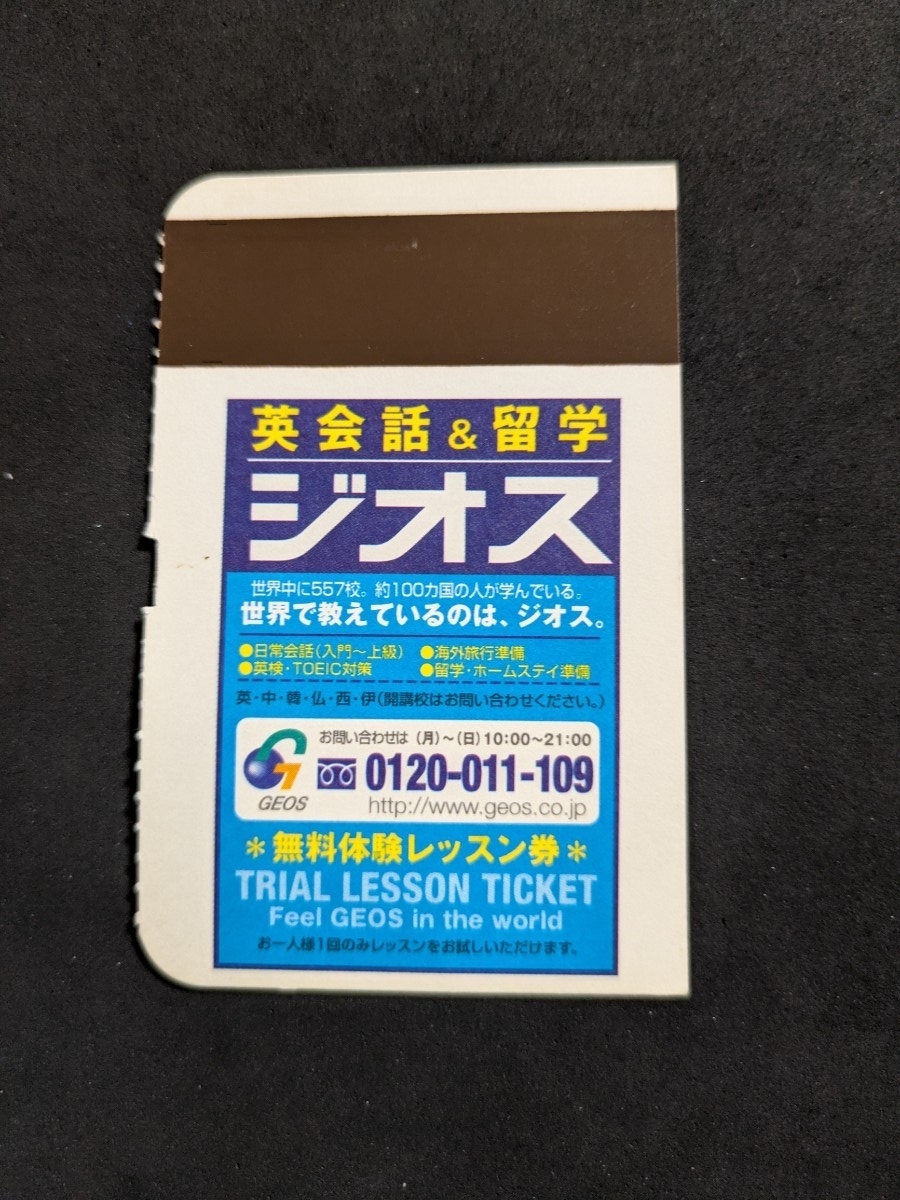 英会話&留学
ジオス
世界中に557校。約100カ国の人が学んでいる。
世界で教えているのは、ジオス。
●日常会話(入門〜上級) ●海外旅行準備
●英検・TOEIC対策 ●留学・ホームステイ準備
英・中・韓・仏・西・伊(開講校はお問い合わせください。)
お問い合わせは (月)〜(日)10:00〜21:00
0120-011-109
GEOS
http://www.geos.co.jp
＊無料体験レッスン券＊
TRIAL LESSON TICKET
Feel GEOS in the world
お一人様1回のみレッスンをお試しいただけます。